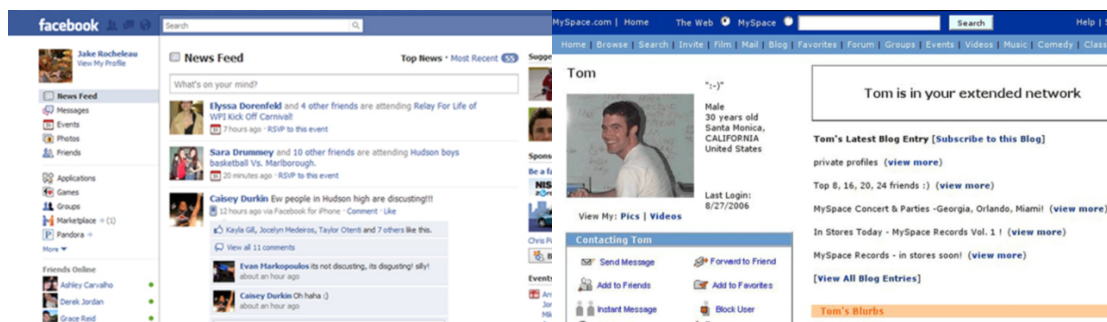 facebook
Search
Jake Rocheleau
View My Profile
News Feed
Messages
Events
Photos
Friends
Applications
Games
Groups
Marketplace (1)
Pandora
More
Friends Online
Ashley Carvalho
Derek Jordan
Grace Reid
News Feed
Top News · Most Recent 55
What's on your mind?
Elyssa Dorenfeld and 4 other friends are attending Relay For Life of
WPI Kick Off Carnival!
7 hours ago · RSVP to this event
Sara Drummey and 10 other friends are attending Hudson boys
basketball Vs. Marlborough.
20 minutes ago · RSVP to this event
Caisey Durkin Ew people in Hudson high are discusting!!!
12 hours ago via Facebook for iPhone · Comment · Like
Kayla Gill, Jocelyn Medeiros, Taylor Otenti and 7 others like this.
View all 11 comments
Evan Markopoulos its not discusting, its disgusting! silly!
about an hour ago
Caisey Durkin Oh haha :)
about an hour ago
Sugge
Spons
Be a fa
NIS
Chris P
Event
MySpace.com | Home
The Web MySpace
Search
Help |
Home | Browse | Search | Invite | Film | Mail | Blog | Favorites | Forum | Groups | Events | Videos | Music | Comedy | Class
Tom
":-)"
Male
30 years old
Santa Monica,
CALIFORNIA
United States
Last Login:
8/27/2006
View My: Pics | Videos
Contacting Tom
Send Message
Forward to Friend
Add to Friends
Add to Favorites
Instant Message
Block User
Tom is in your extended network
Tom's Latest Blog Entry [Subscribe to this Blog]
private profiles (view more)
Top 8, 16, 20, 24 friends :) (view more)
MySpace Concert & Parties -Georgia, Orlando, Miami! (view more)
In Stores Today - MySpace Records Vol. 1 ! (view more)
MySpace Records - in stores soon! (view more)
[View All Blog Entries]
Tom's Blurbs